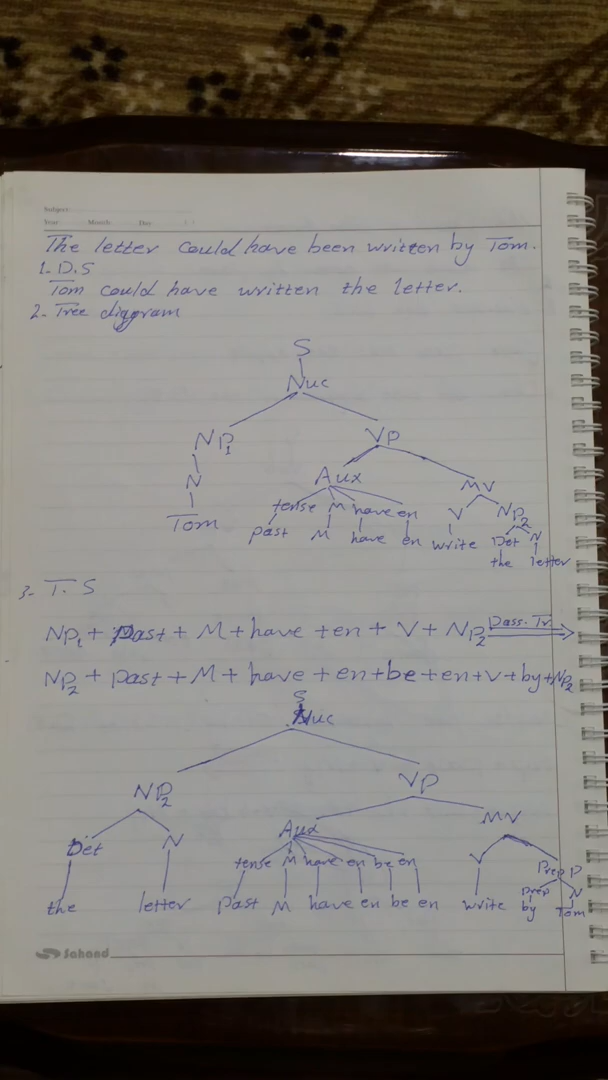 Subject
Year Month Day
The letter could have been written by Tom.
1- D.S
Tom could have written the letter.
2- Tree diggram
S
Nuc
NP1 VP
N Aux MV
tense M have en V NP2
Tom past M have en write Det N
the letter
3- T.S
NP1 + past + M + have + en + V + NP2 Pass. Tr.
NP2 + past + M + have + en + be + en + V + by + NP2
S
Nuc
NP2 VP
Det N Aux MV
tense M have en be en V Prep P
Prep N
the letter past M have en be en write by Tom
Sahand